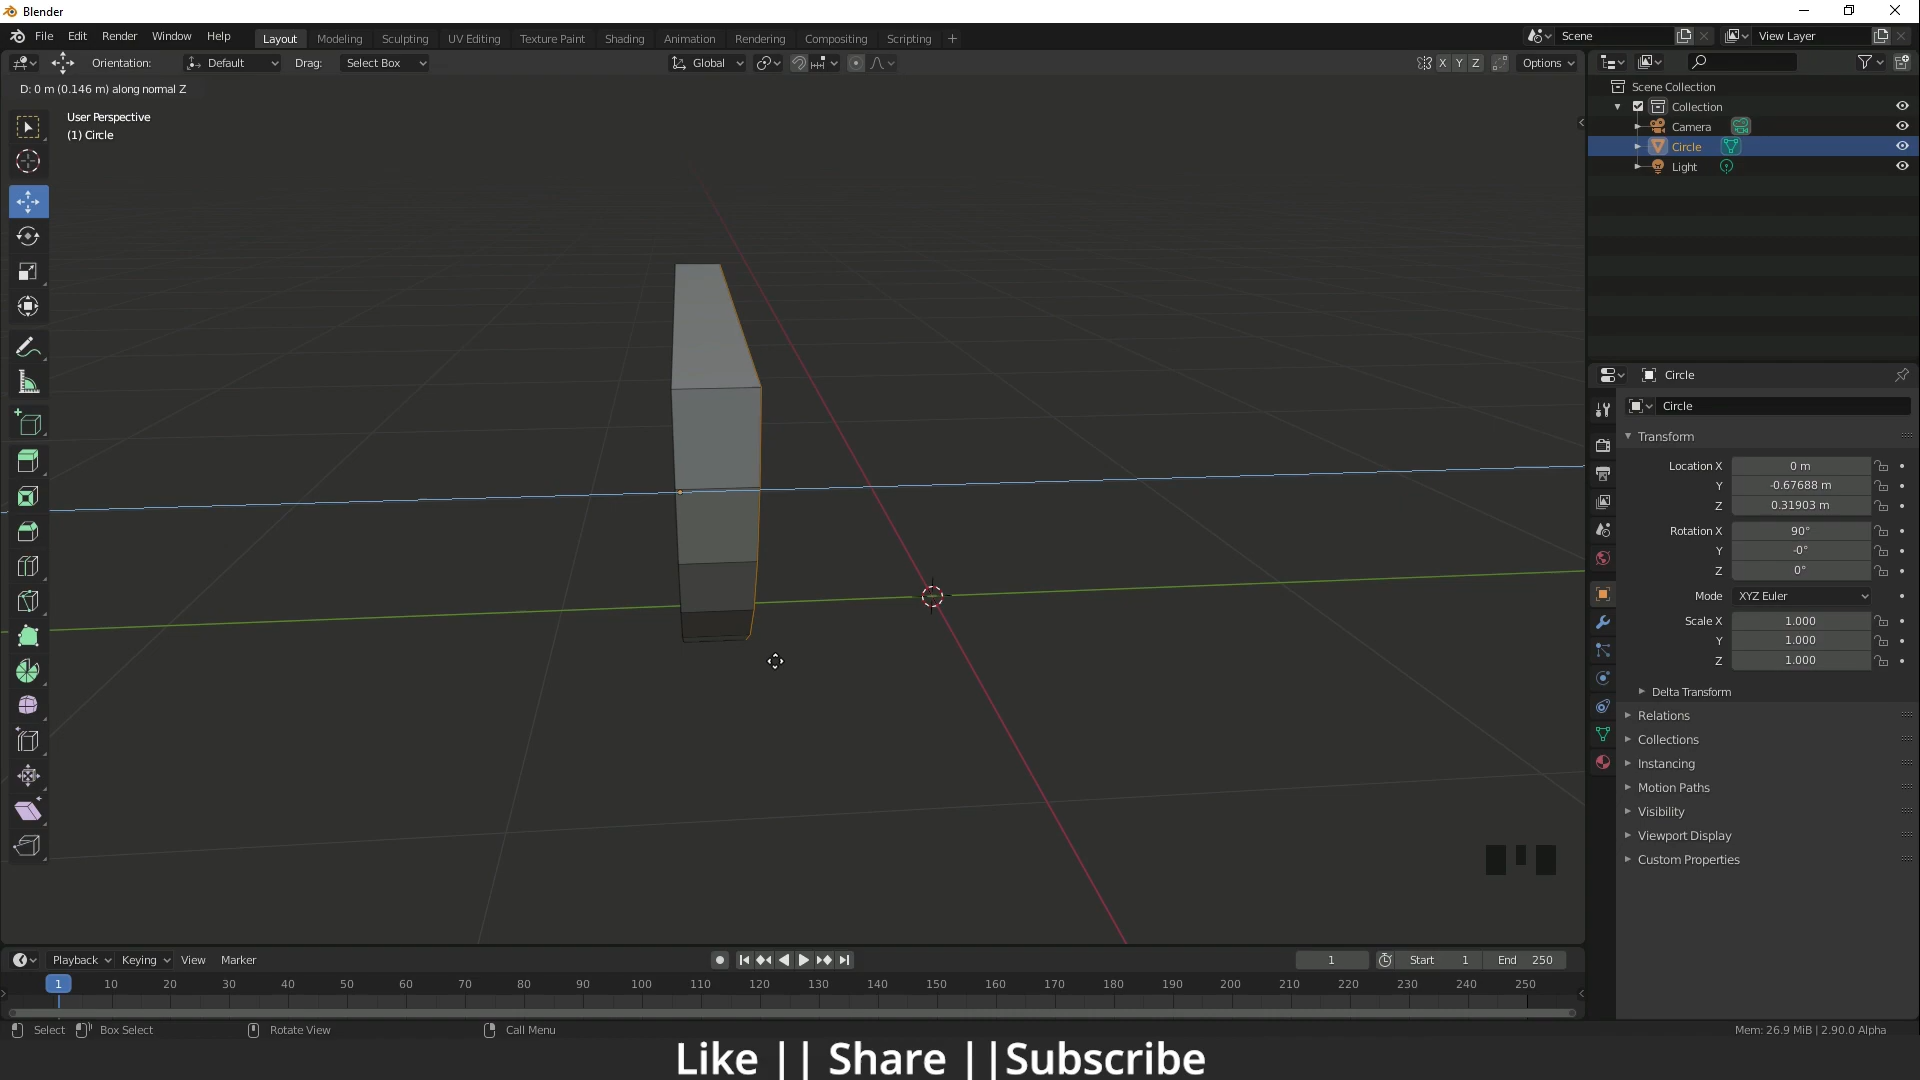 Blender
File Edit Render Window Help
Layout Modeling Sculpting UV Editing Texture Paint Shading Animation Rendering Compositing Scripting +
Scene
View Layer
Orientation: Default Drag: Select Box
Global
X Y Z Options
D: 0 m (0.146 m) along normal Z
User Perspective
(1) Circle
Scene Collection
Collection
Camera
Circle
Light
Circle
Circle
Transform
Location X 0 m
Y -0.67688 m
Z 0.31903 m
Rotation X 90°
Y -0°
Z 0°
Mode XYZ Euler
Scale X 1.000
Y 1.000
Z 1.000
Delta Transform
Relations
Collections
Instancing
Motion Paths
Visibility
Viewport Display
Custom Properties
Playback Keying View Marker
1 Start 1 End 250
1 10 20 30 40 50 60 70 80 90 100 110 120 130 140 150 160 170 180 190 200 210 220 230 240 250
Select Box Select Rotate View Call Menu
Mem: 26.9 MiB | 2.90.0 Alpha
Like || Share ||Subscribe